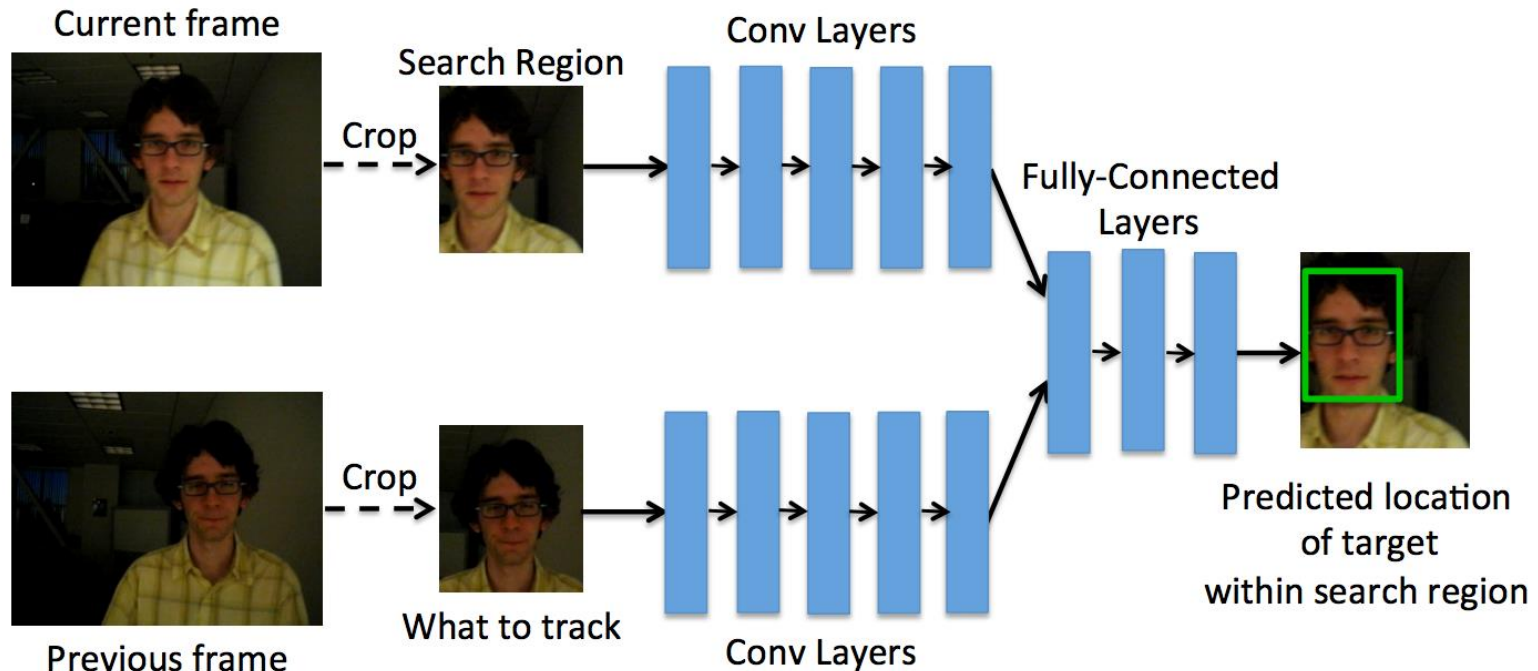 Current frame
Crop
Search Region
Conv Layers
Fully-Connected
Layers
Previous frame
Crop
What to track
Conv Layers
Predicted location
of target
within search region